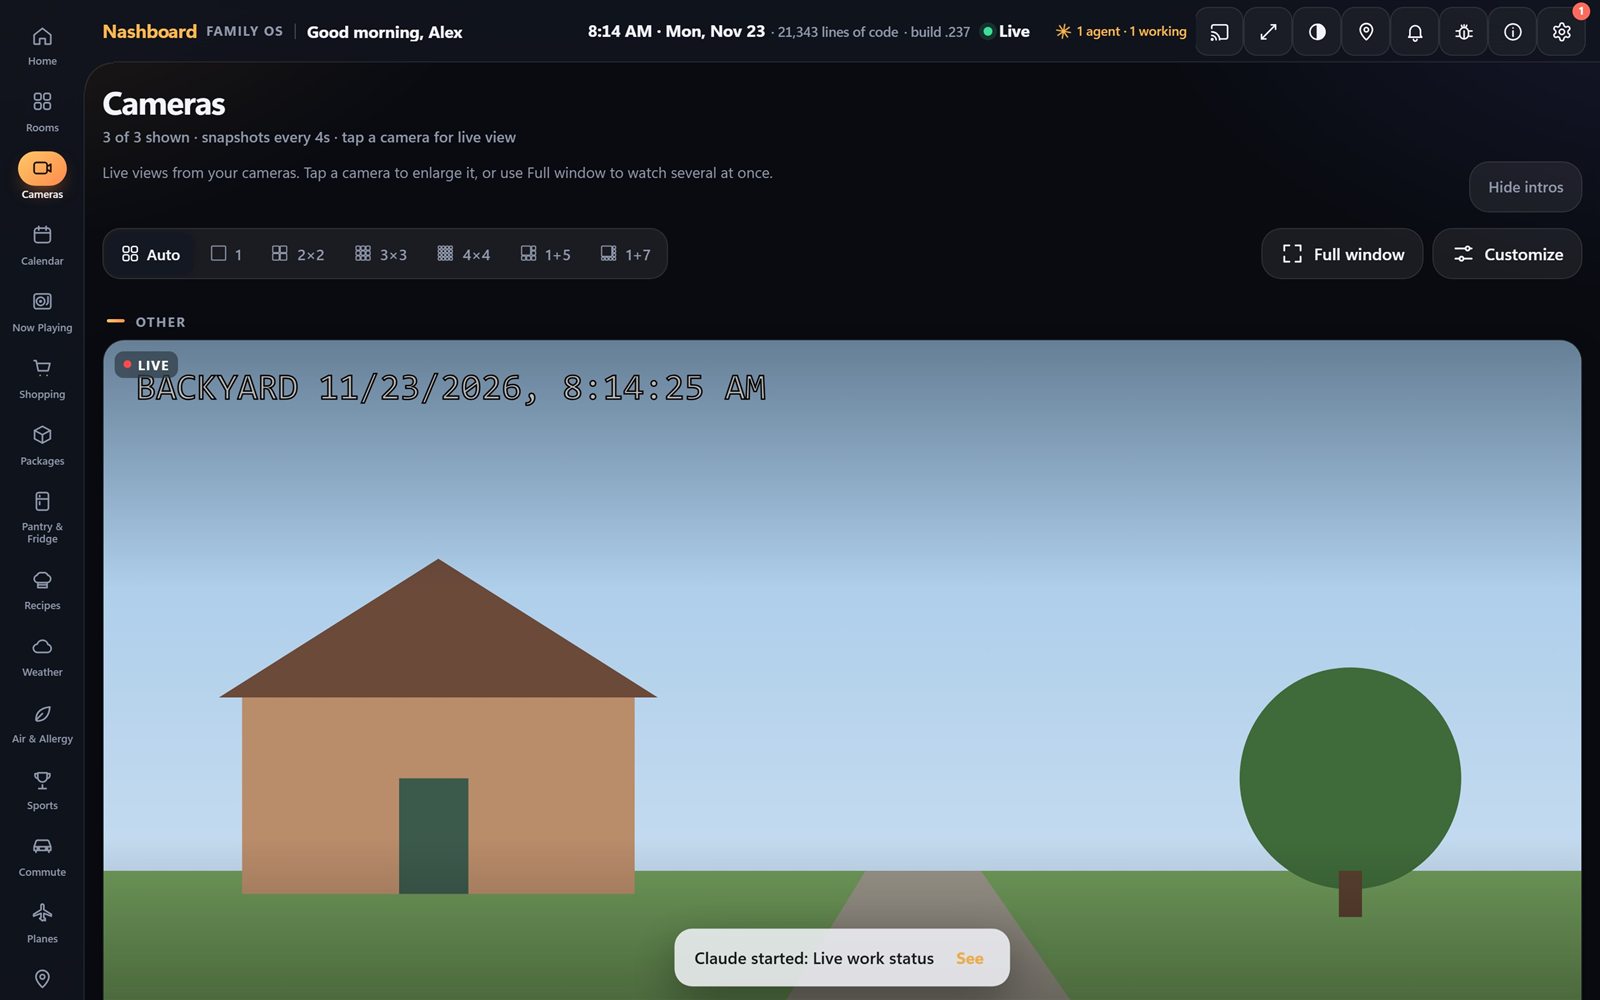 Nashboard FAMILY OS Good morning, Alex
8:14 AM · Mon, Nov 23 · 21,343 lines of code · build .237 Live
1 agent · 1 working
1
Home
Rooms
Cameras
Calendar
Now Playing
Shopping
Packages
Pantry &
Fridge
Recipes
Weather
Air & Allergy
Sports
Commute
Planes
Cameras
3 of 3 shown · snapshots every 4s · tap a camera for live view
Live views from your cameras. Tap a camera to enlarge it, or use Full window to watch several at once.
Hide intros
Auto 1 2×2 3×3 4×4 1+5 1+7
Full window Customize
OTHER
LIVE
BACKYARD 11/23/2026, 8:14:25 AM
Claude started: Live work status See